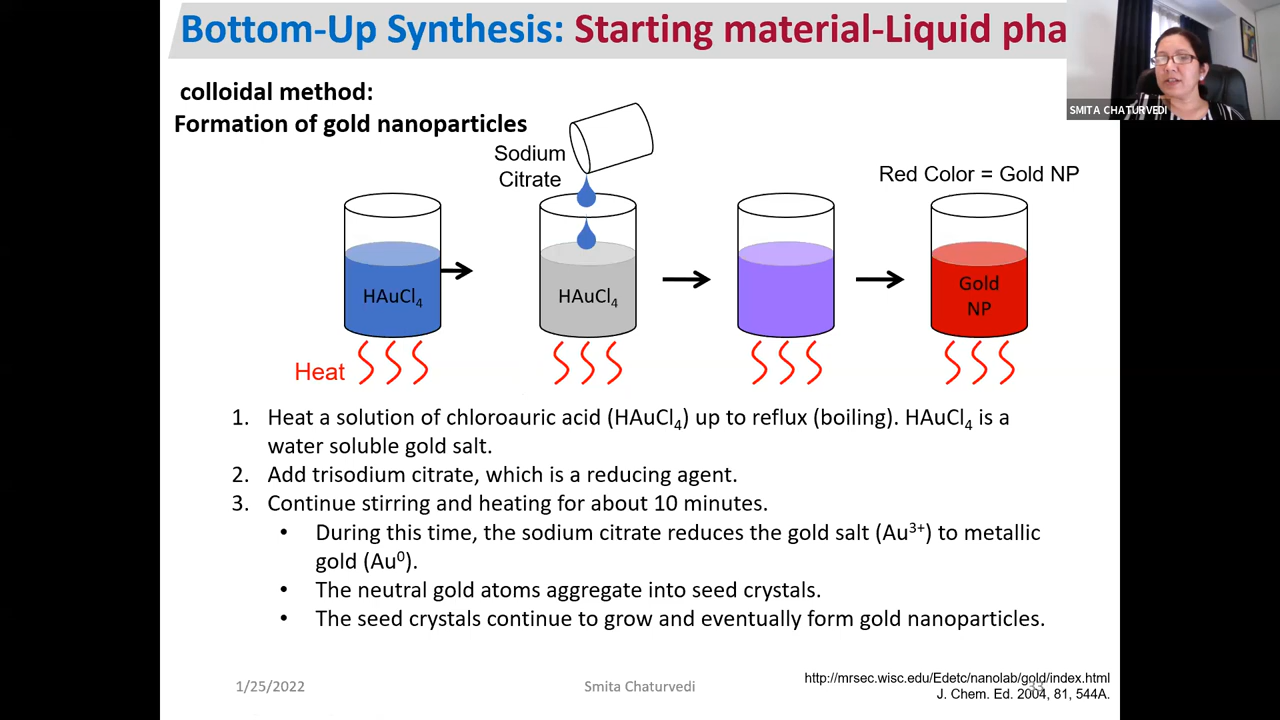 Bottom-Up Synthesis: Starting material-Liquid pha
SMITA CHATURVEDI
colloidal method:
Formation of gold nanoparticles
Sodium
Citrate
Red Color = Gold NP
HAuCl4
HAuCl4
Gold
NP
Heat
1. Heat a solution of chloroauric acid (HAuCl4) up to reflux (boiling). HAuCl4 is a
water soluble gold salt.
2. Add trisodium citrate, which is a reducing agent.
3. Continue stirring and heating for about 10 minutes.
• During this time, the sodium citrate reduces the gold salt (Au3+) to metallic
gold (Au0).
• The neutral gold atoms aggregate into seed crystals.
• The seed crystals continue to grow and eventually form gold nanoparticles.
1/25/2022
Smita Chaturvedi
http://mrsec.wisc.edu/Edetc/nanolab/gold/index.html
J. Chem. Ed. 2004, 81, 544A.